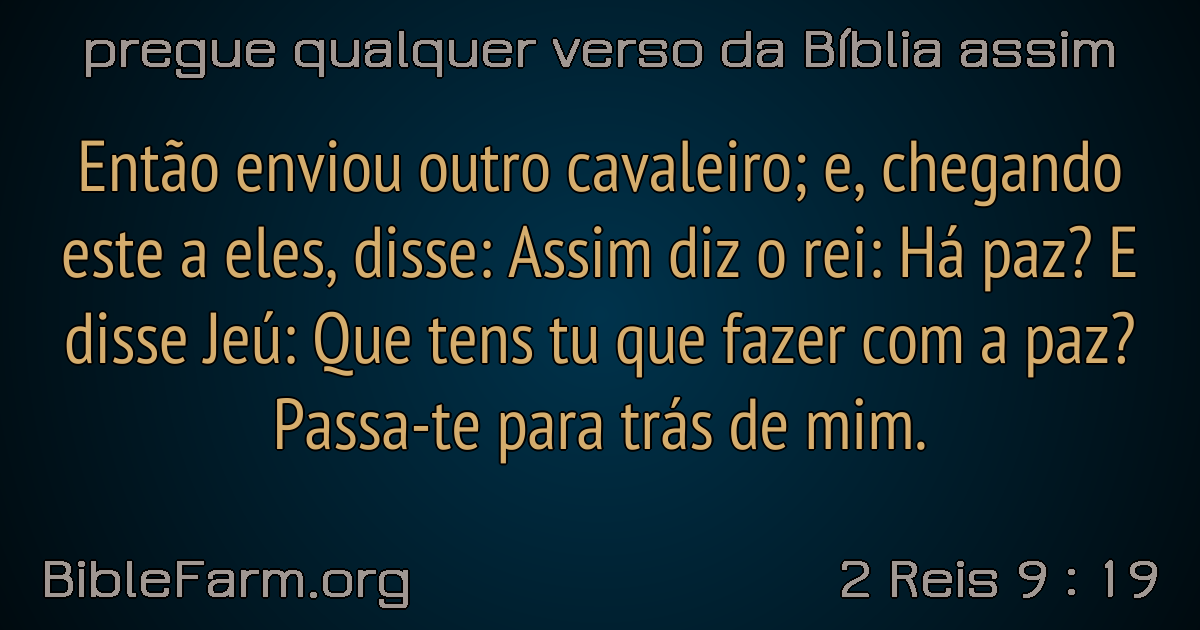 pregue qualquer verso da Bíblia assim
Então enviou outro cavaleiro; e, chegando
este a eles, disse: Assim diz o rei: Há paz? E
disse Jeú: Que tens tu que fazer com a paz?
Passa-te para trás de mim.
BibleFarm.org
2 Reis 9 : 19